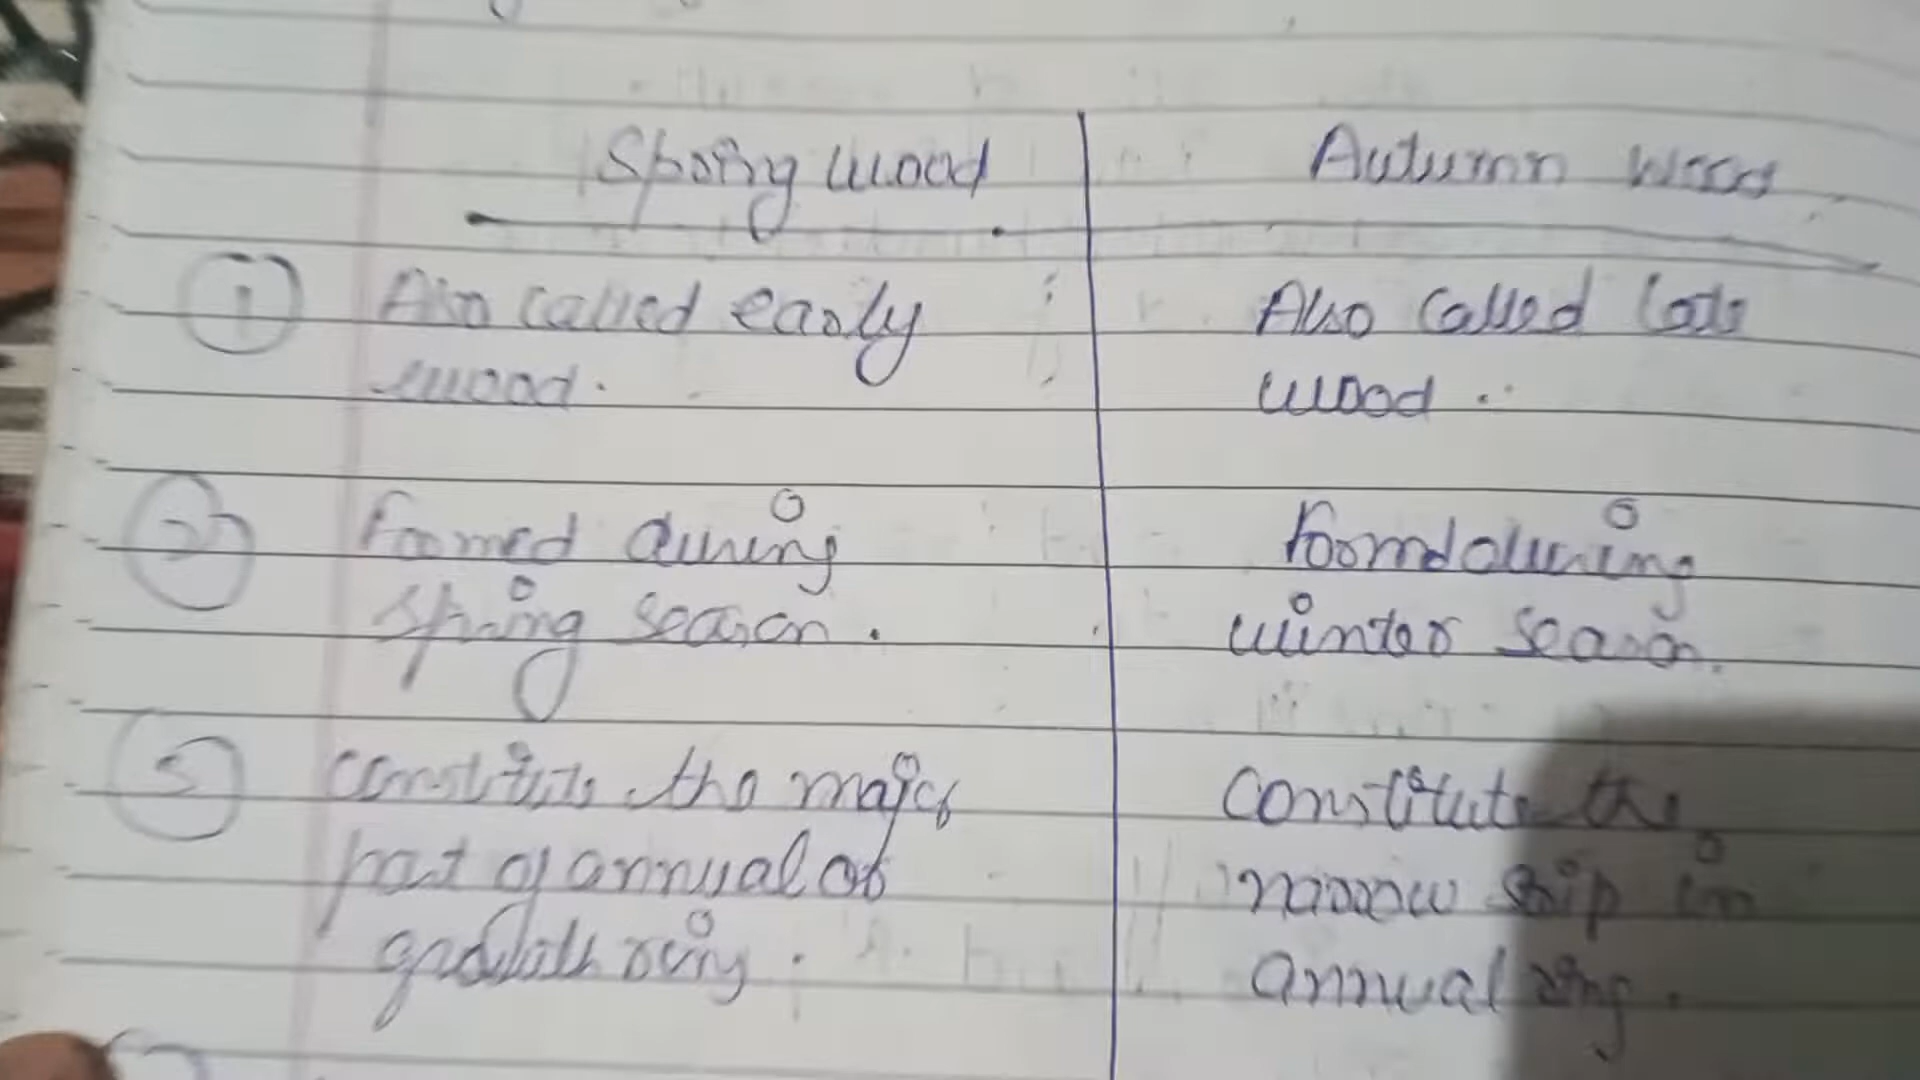 Spring wood Autumn wood
① Also called early Also called late
wood. wood.
② Formed during Formd during
spring season. winter season.
③ constitute the major Constitute the
part of annual or narrow strip in
growth ring. annual ring.